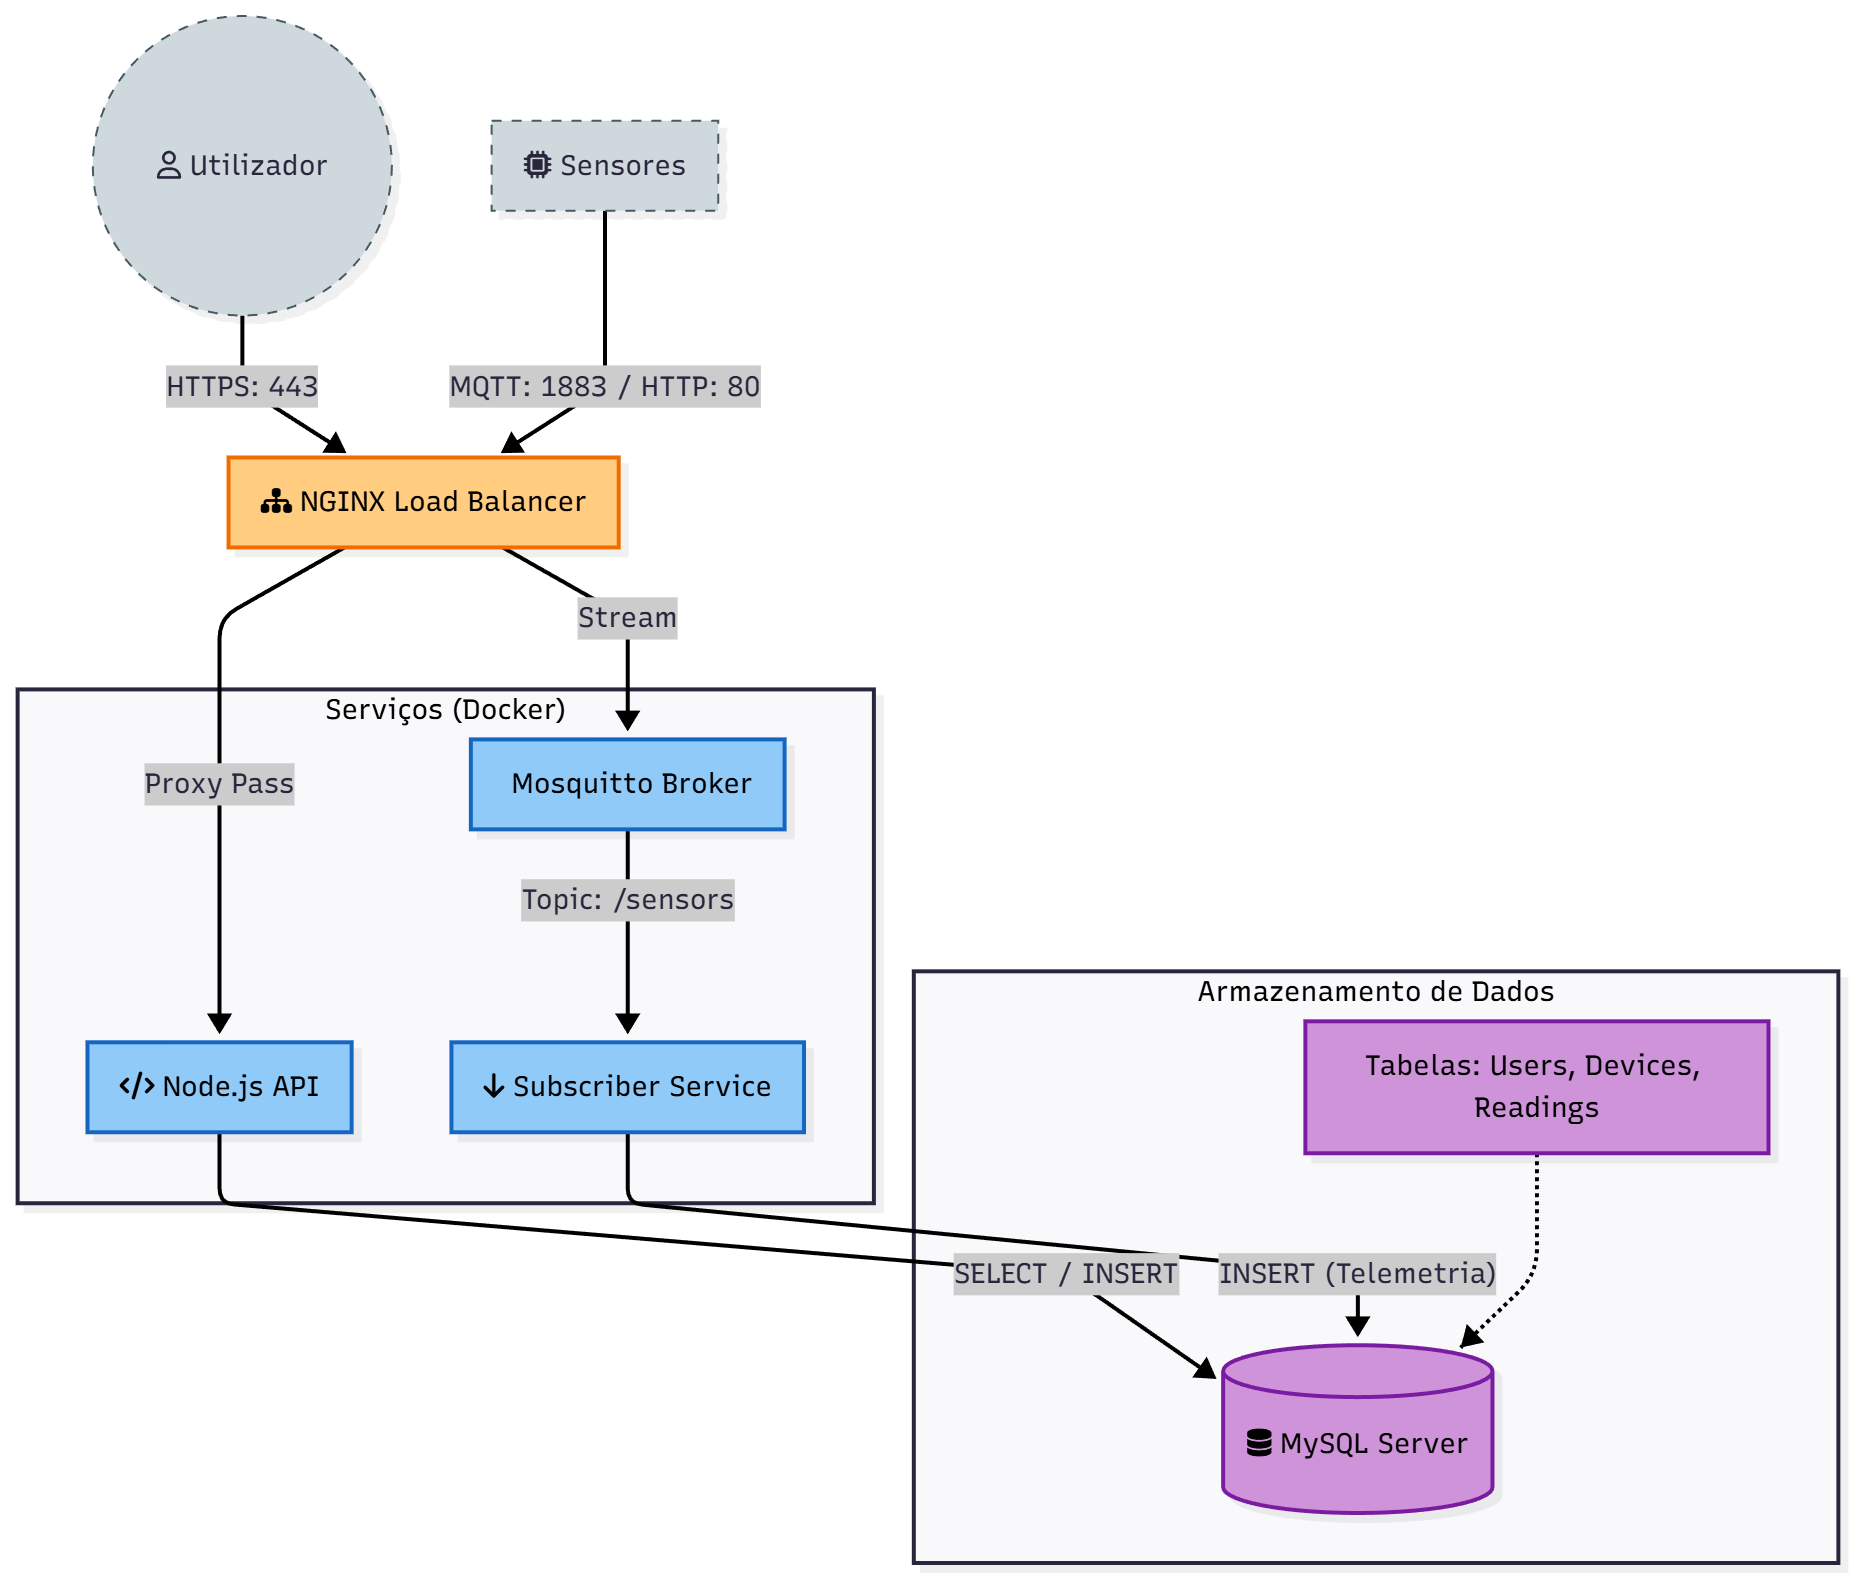 Utilizador
Sensores
HTTPS: 443
MQTT: 1883 / HTTP: 80
NGINX Load Balancer
Stream
Serviços (Docker)
Proxy Pass
Mosquitto Broker
Topic: /sensors
Node.js API
Subscriber Service
Armazenamento de Dados
Tabelas: Users, Devices,
Readings
SELECT / INSERT
INSERT (Telemetria)
MySQL Server